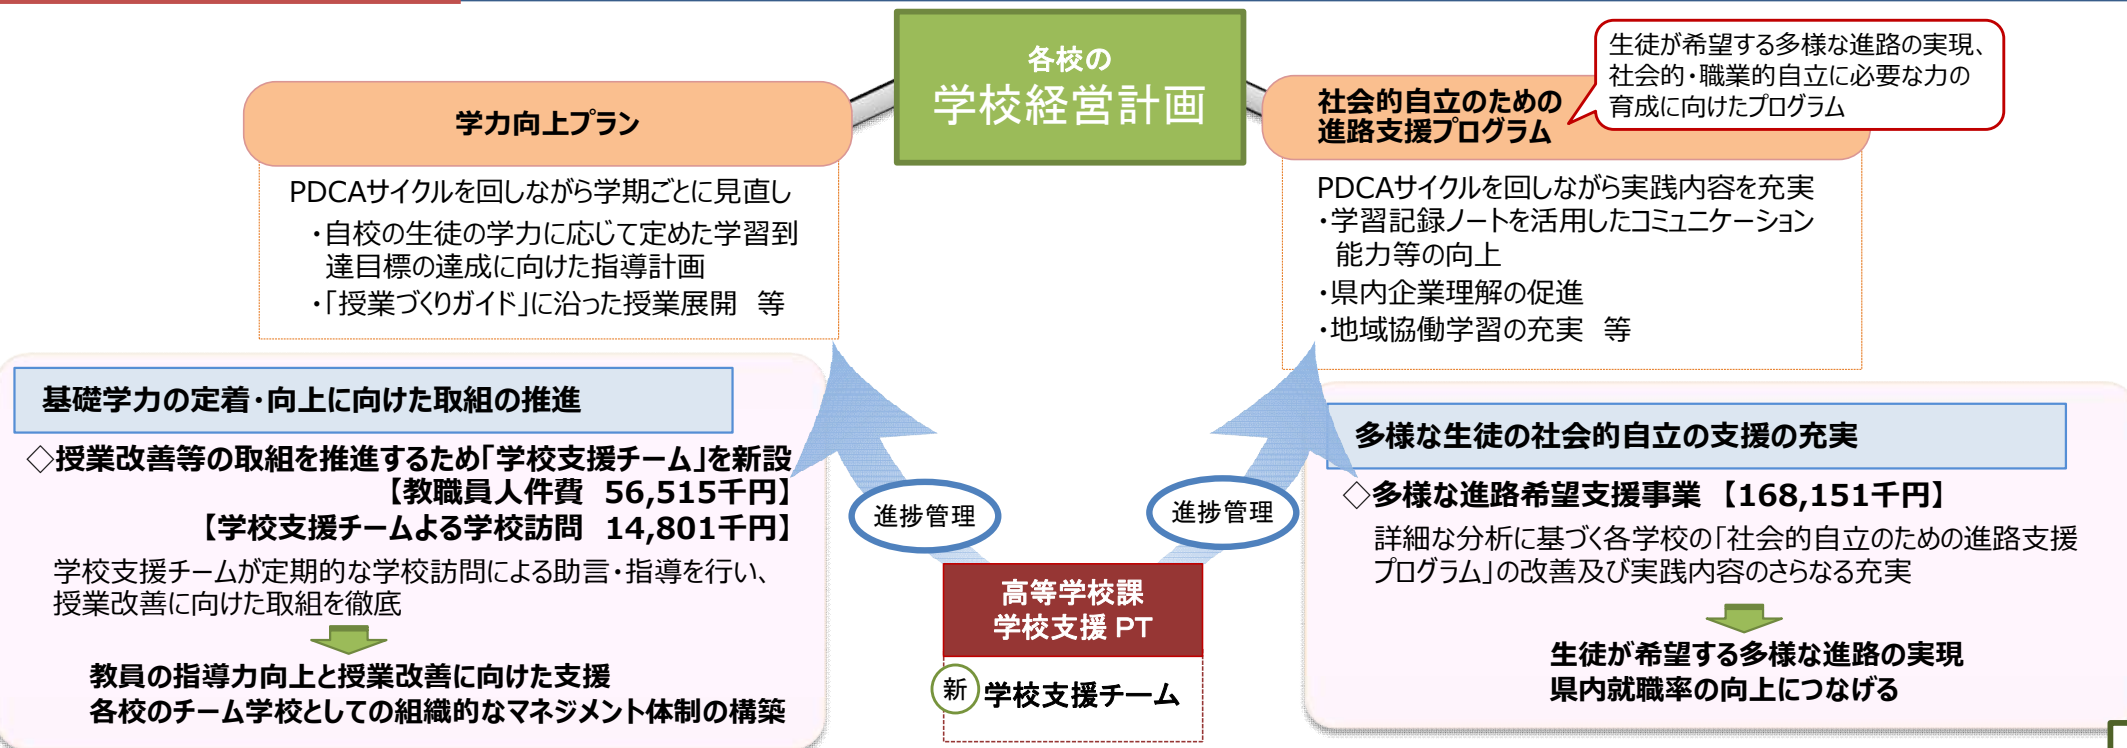 各校の
学校経営計画
学力向上プラン
PDCAサイクルを回しながら学期ごとに見直し
・自校の生徒の学力に応じて定めた学習到
達目標の達成に向けた指導計画
・「授業づくりガイド」に沿った授業展開　等
社会的自立のための
進路支援プログラム
生徒が希望する多様な進路の実現、
社会的・職業的自立に必要な力の
育成に向けたプログラム
PDCAサイクルを回しながら実践内容を充実
・学習記録ノートを活用したコミュニケーション
能力等の向上
・県内企業理解の促進
・地域協働学習の充実　等
基礎学力の定着・向上に向けた取組の推進
◇授業改善等の取組を推進するため「学校支援チーム」を新設
【教職員人件費　56,515千円】
【学校支援チームよる学校訪問　14,801千円】
学校支援チームが定期的な学校訪問による助言・指導を行い、
授業改善に向けた取組を徹底
教員の指導力向上と授業改善に向けた支援
各校のチーム学校としての組織的なマネジメント体制の構築
進捗管理
進捗管理
高等学校課
学校支援 PT
新 学校支援チーム
多様な生徒の社会的自立の支援の充実
◇多様な進路希望支援事業　【168,151千円】
詳細な分析に基づく各学校の「社会的自立のための進路支援
プログラム」の改善及び実践内容のさらなる充実
生徒が希望する多様な進路の実現
県内就職率の向上につなげる